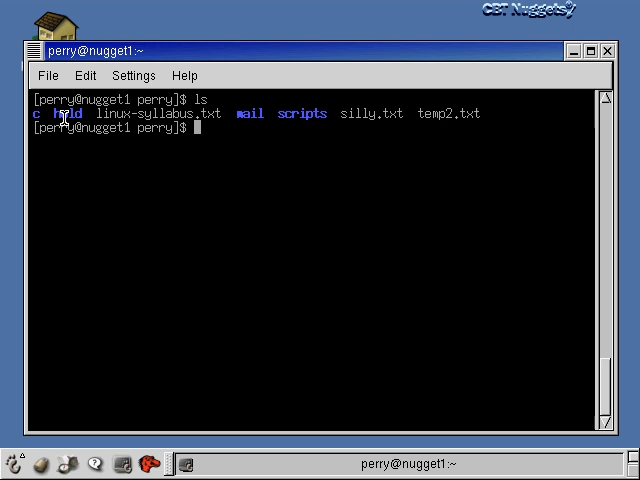 CBT Nuggets
perry@nugget1:~
File Edit Settings Help
[perry@nugget1 perry]$ ls
c hold linux-syllabus.txt mail scripts silly.txt temp2.txt
[perry@nugget1 perry]$
perry@nugget1:~